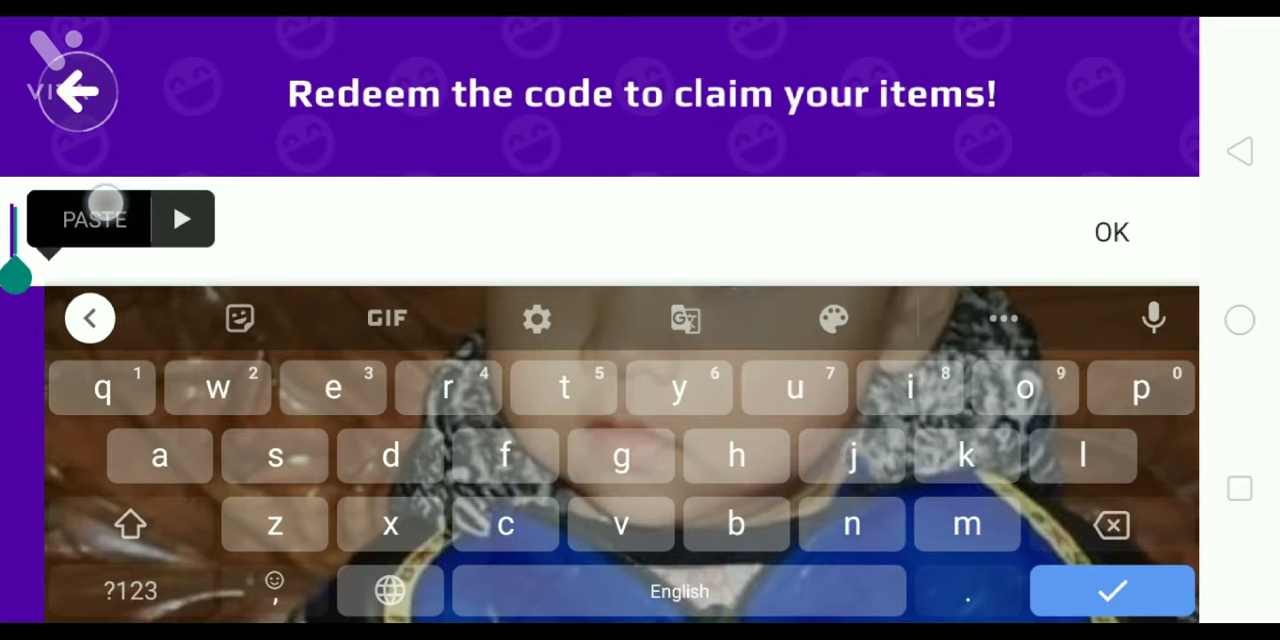 VITA
Redeem the code to claim your items!
PASTE
OK
GIF
q 1 w 2 e 3 r 4 t 5 y 6 u 7 i 8 o 9 p 0
a s d f g h j k l
z x c v b n m
?123 , English .